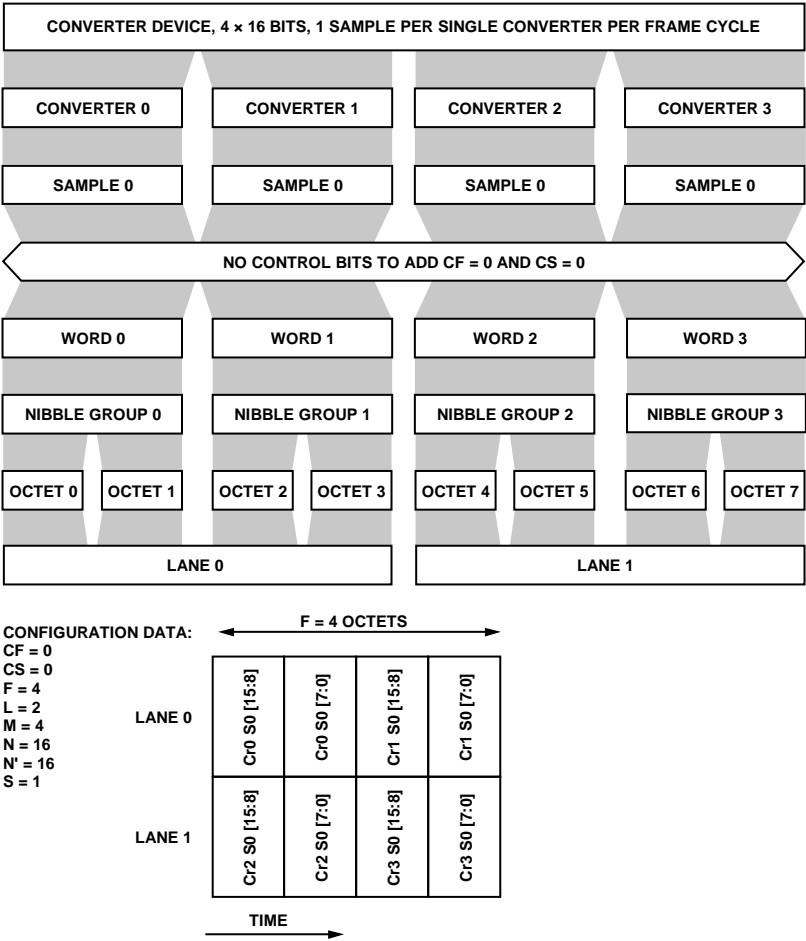 CONVERTER DEVICE, 4 × 16 BITS, 1 SAMPLE PER SINGLE CONVERTER PER FRAME CYCLE
CONVERTER 0
CONVERTER 1
CONVERTER 2
CONVERTER 3
SAMPLE 0
SAMPLE 0
SAMPLE 0
SAMPLE 0
NO CONTROL BITS TO ADD CF = 0 AND CS = 0
WORD 0
WORD 1
WORD 2
WORD 3
NIBBLE GROUP 0
NIBBLE GROUP 1
NIBBLE GROUP 2
NIBBLE GROUP 3
OCTET 0
OCTET 1
OCTET 2
OCTET 3
OCTET 4
OCTET 5
OCTET 6
OCTET 7
LANE 0
LANE 1
CONFIGURATION DATA:
CF = 0
CS = 0
F = 4
L = 2
M = 4
N = 16
N' = 16
S = 1
F = 4 OCTETS
LANE 0
Cr0 S0 [15:8]
Cr0 S0 [7:0]
Cr1 S0 [15:8]
Cr1 S0 [7:0]
LANE 1
Cr2 S0 [15:8]
Cr2 S0 [7:0]
Cr3 S0 [15:8]
Cr3 S0 [7:0]
TIME